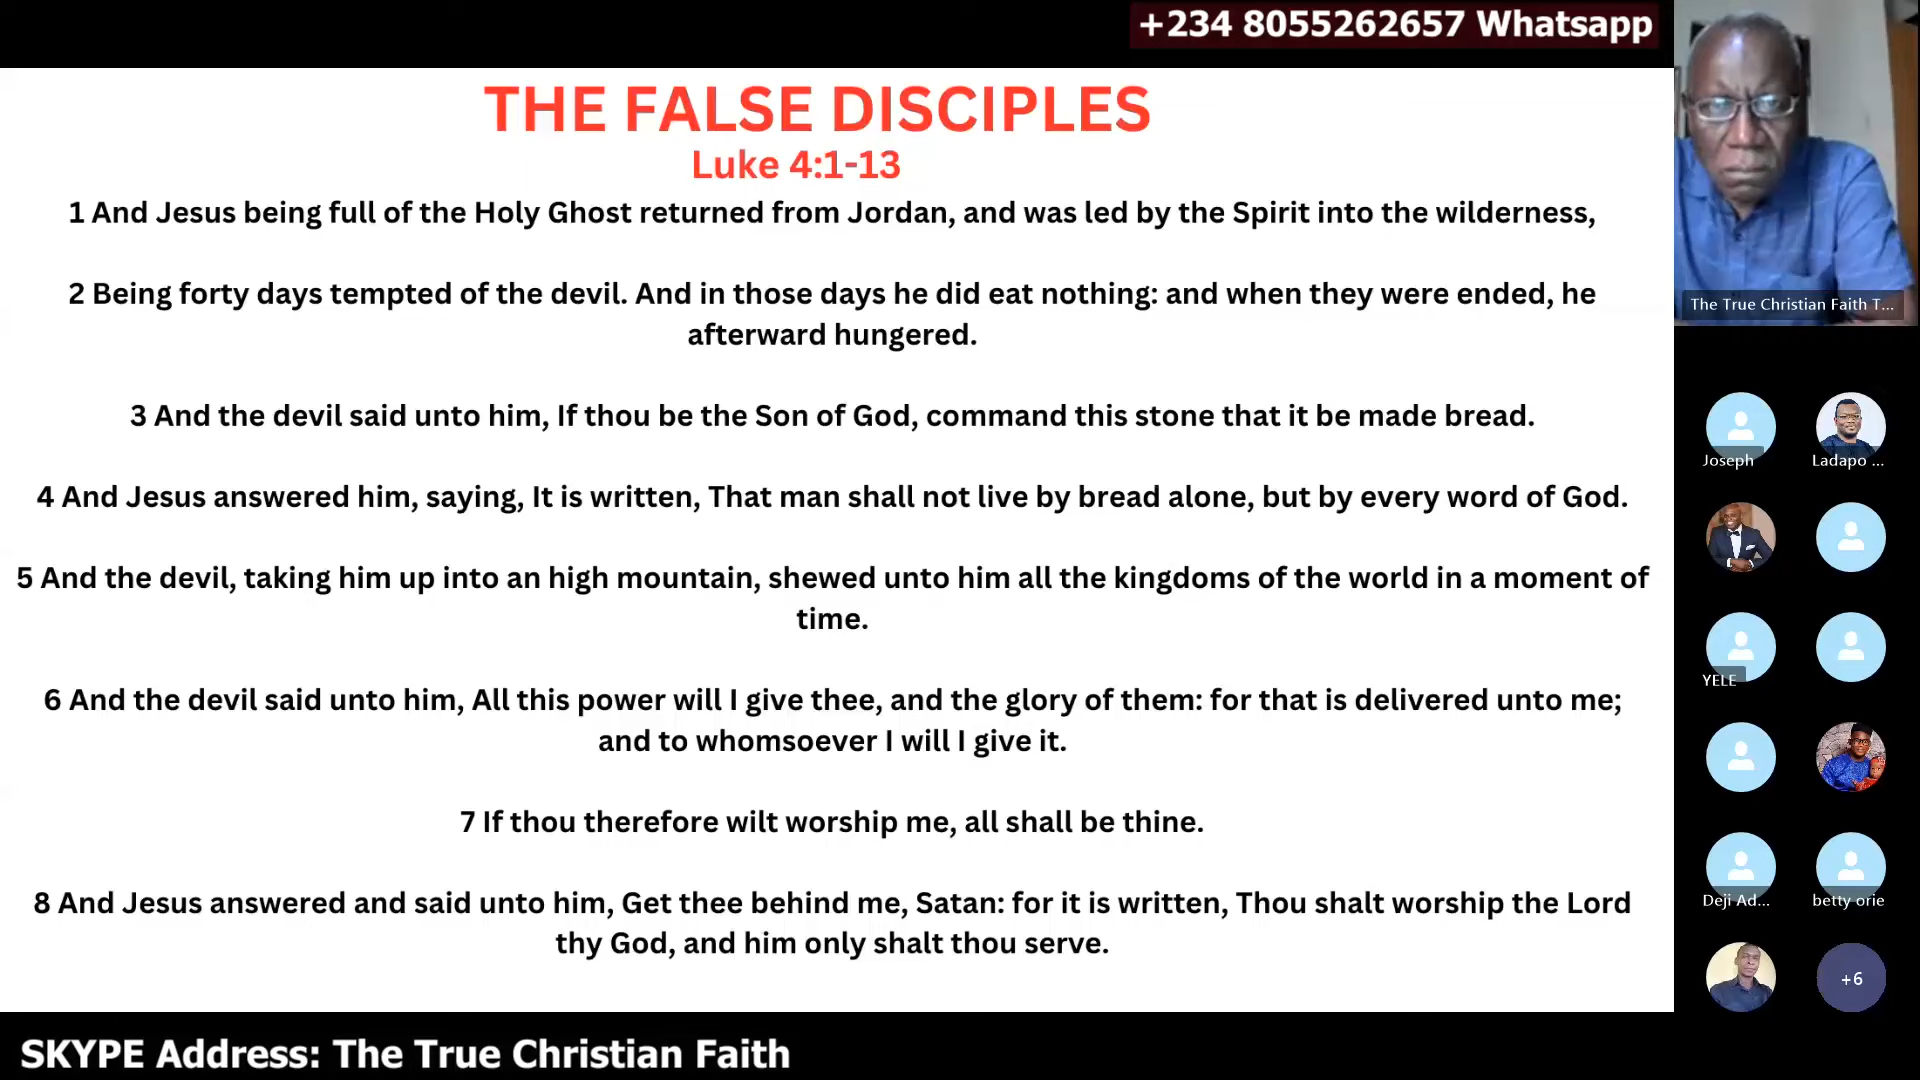 +234 8055262657 Whatsapp
THE FALSE DISCIPLES
Luke 4:1-13
1 And Jesus being full of the Holy Ghost returned from Jordan, and was led by the Spirit into the wilderness,
2 Being forty days tempted of the devil. And in those days he did eat nothing: and when they were ended, he
afterward hungered.
3 And the devil said unto him, If thou be the Son of God, command this stone that it be made bread.
4 And Jesus answered him, saying, It is written, That man shall not live by bread alone, but by every word of God.
5 And the devil, taking him up into an high mountain, shewed unto him all the kingdoms of the world in a moment of
time.
6 And the devil said unto him, All this power will I give thee, and the glory of them: for that is delivered unto me;
and to whomsoever I will I give it.
7 If thou therefore wilt worship me, all shall be thine.
8 And Jesus answered and said unto him, Get thee behind me, Satan: for it is written, Thou shalt worship the Lord
thy God, and him only shalt thou serve.
The True Christian Faith T...
Joseph
Ladapo ...
YELE
Deji Ad...
betty orie
+6
SKYPE Address: The True Christian Faith